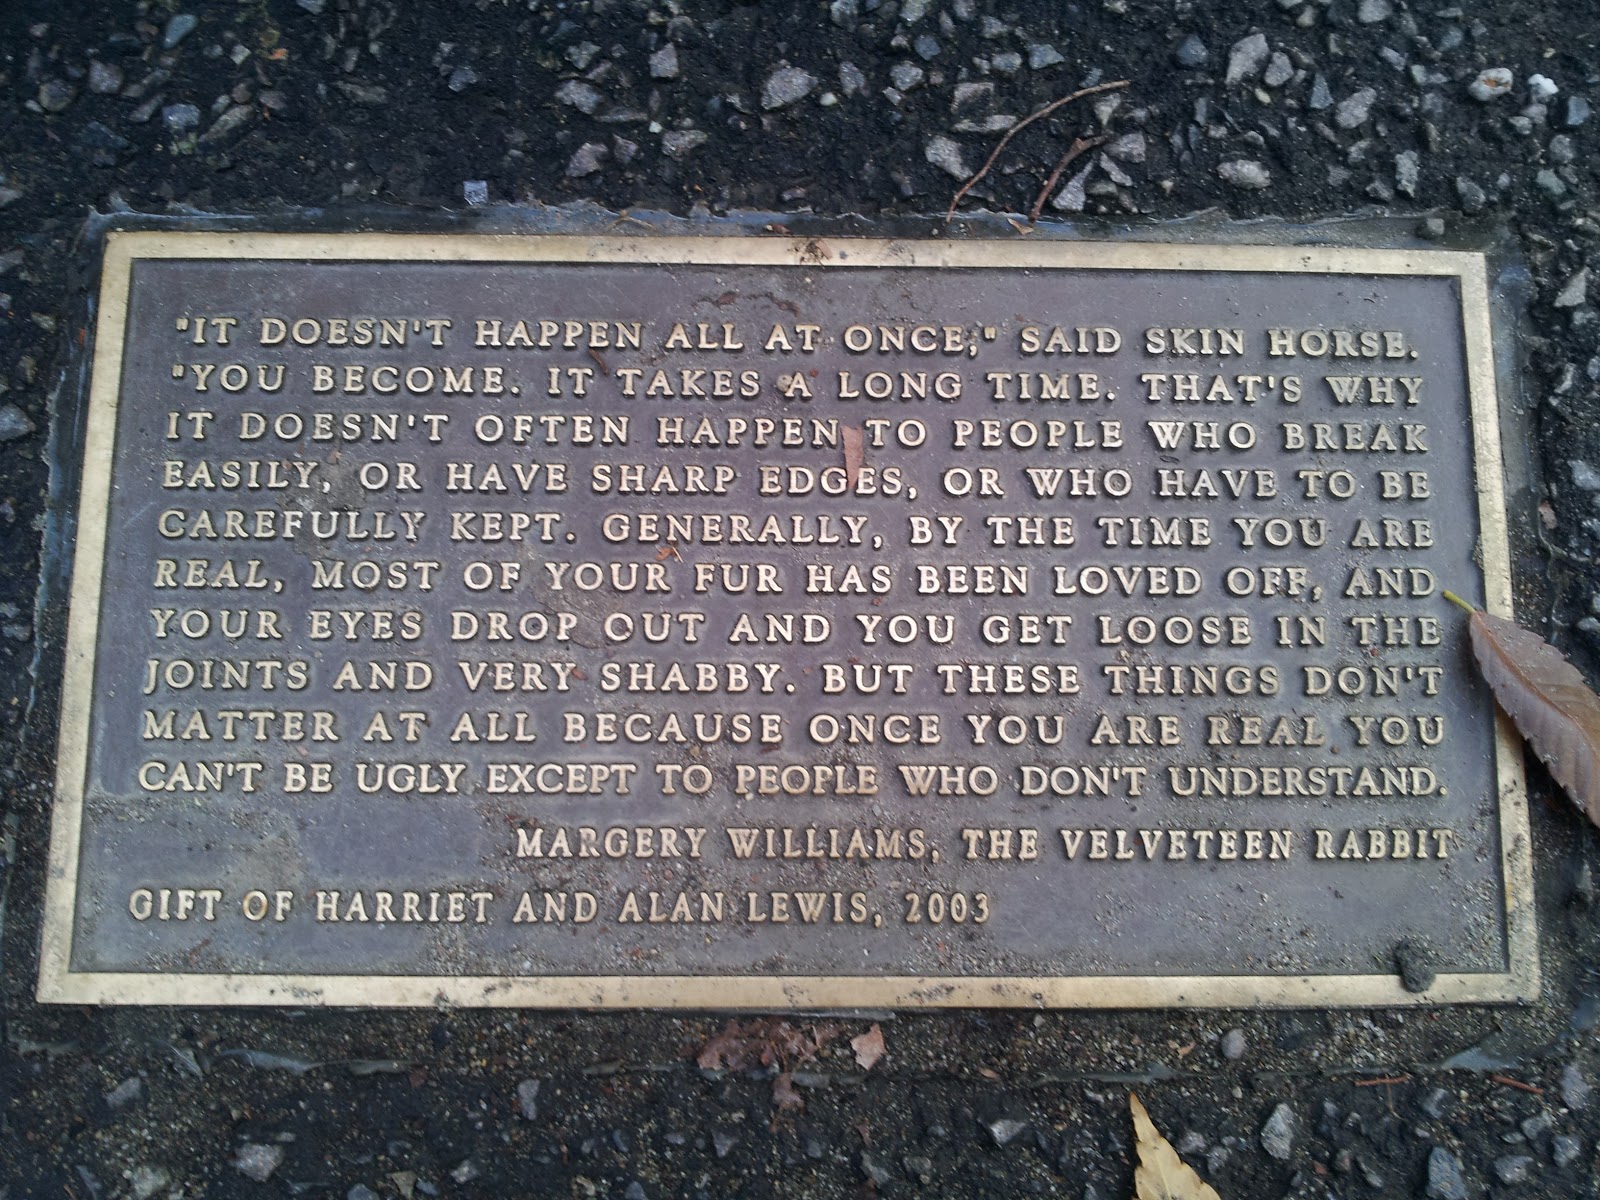 "IT DOESN'T HAPPEN ALL AT ONCE," SAID SKIN HORSE.
"YOU BECOME. IT TAKES A LONG TIME. THAT'S WHY
IT DOESN'T OFTEN HAPPEN TO PEOPLE WHO BREAK
EASILY, OR HAVE SHARP EDGES, OR WHO HAVE TO BE
CAREFULLY KEPT. GENERALLY, BY THE TIME YOU ARE
REAL, MOST OF YOUR FUR HAS BEEN LOVED OFF, AND
YOUR EYES DROP OUT AND YOU GET LOOSE IN THE
JOINTS AND VERY SHABBY. BUT THESE THINGS DON'T
MATTER AT ALL BECAUSE ONCE YOU ARE REAL YOU
CAN'T BE UGLY EXCEPT TO PEOPLE WHO DON'T UNDERSTAND.
MARGERY WILLIAMS, THE VELVETEEN RABBIT
GIFT OF HARRIET AND ALAN LEWIS, 2003